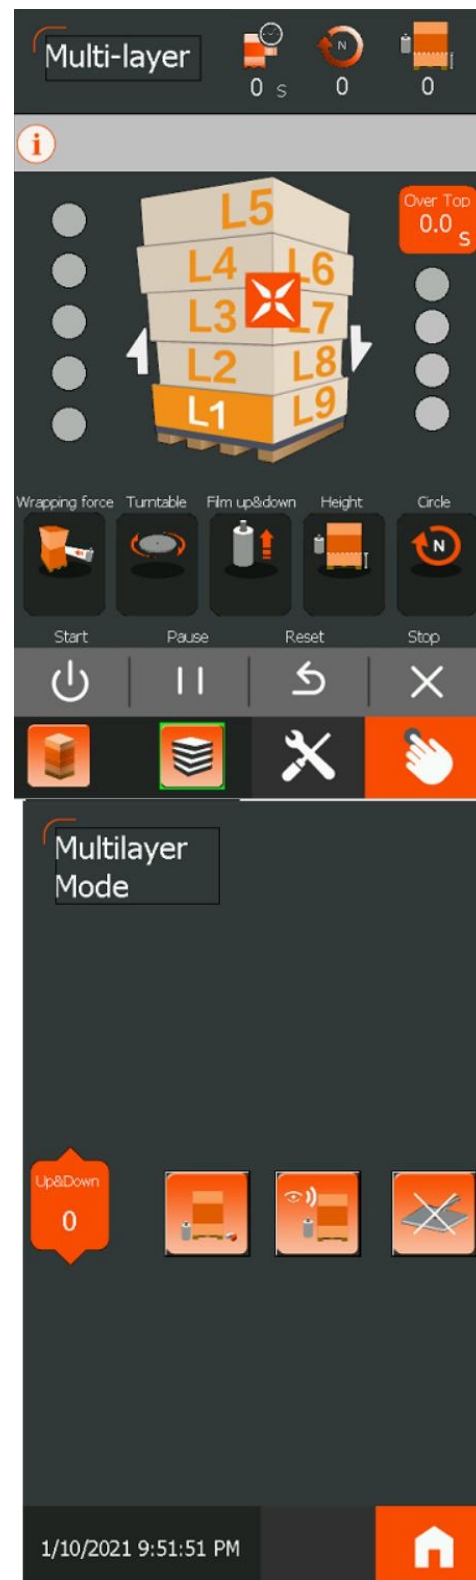 Multi-layer
0 s
N
0
0
i
Over Top
0.0 s
L5
L4 L6
L3 L7
L2 L8
L1 L9
Wrapping force Turntable Film up&down Height Circle
N
Start Pause Reset Stop
Multilayer
Mode
Up&Down
0
1/10/2021 9:51:51 PM